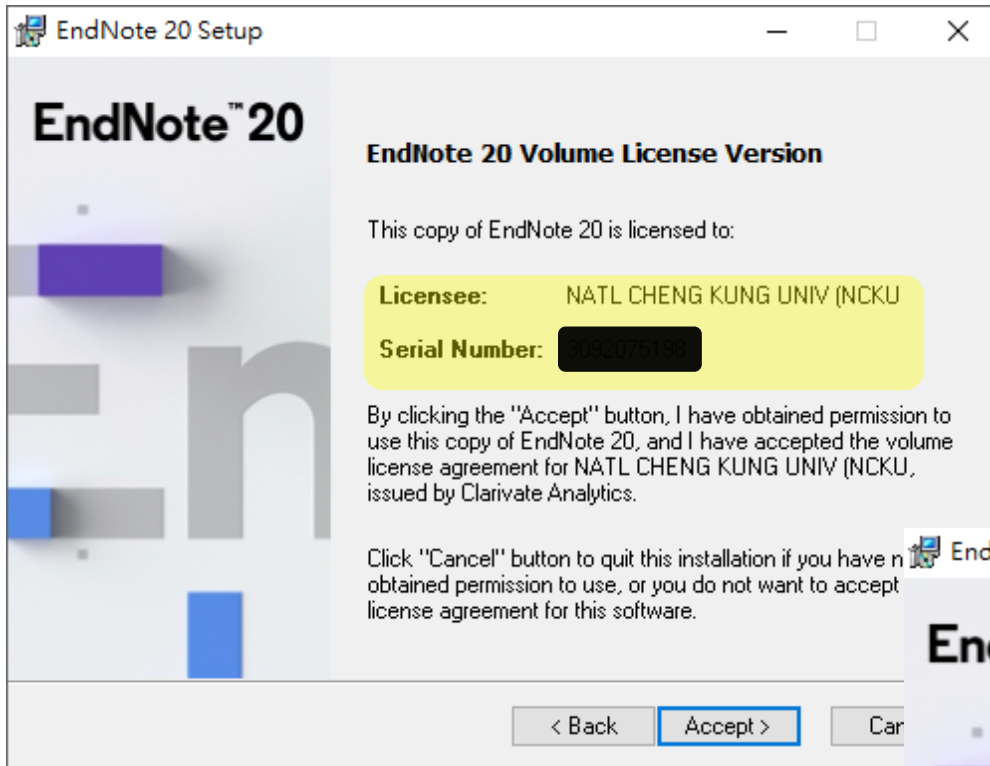 EndNote 20 Setup
EndNote™20
EndNote 20 Volume License Version
This copy of EndNote 20 is licensed to:
Licensee: NATL CHENG KUNG UNIV (NCKU
Serial Number:
By clicking the "Accept" button, I have obtained permission to
use this copy of EndNote 20, and I have accepted the volume
license agreement for NATL CHENG KUNG UNIV (NCKU,
issued by Clarivate Analytics.
Click "Cancel" button to quit this installation if you have n
obtained permission to use, or you do not want to accept
license agreement for this software.
< Back Accept > Can
End
En